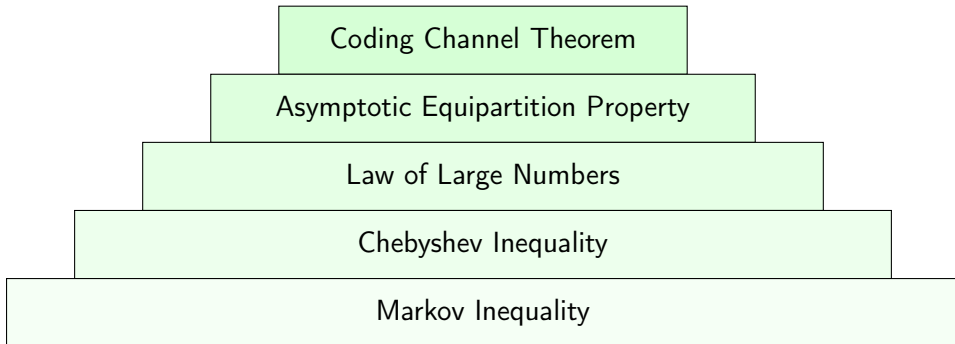 Coding Channel Theorem
Asymptotic Equipartition Property
Law of Large Numbers
Chebyshev Inequality
Markov Inequality